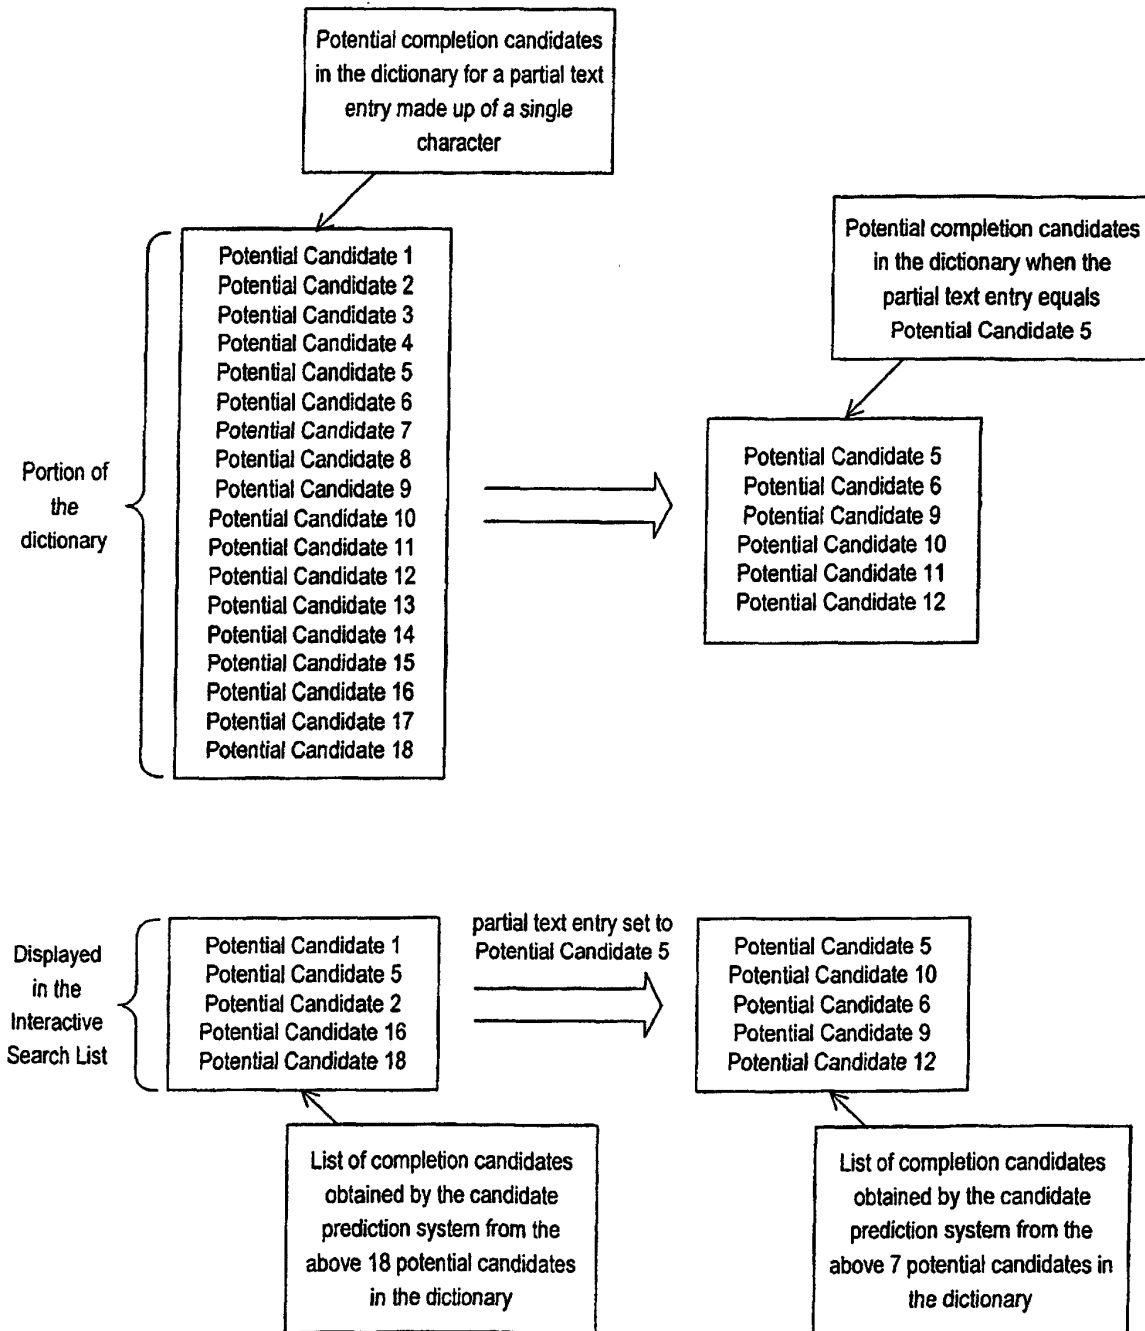 Potential completion candidates
in the dictionary for a partial text
entry made up of a single
character
Potential completion candidates
in the dictionary when the
partial text entry equals
Potential Candidate 5
Portion of
the
dictionary
Potential Candidate 1
Potential Candidate 2
Potential Candidate 3
Potential Candidate 4
Potential Candidate 5
Potential Candidate 6
Potential Candidate 7
Potential Candidate 8
Potential Candidate 9
Potential Candidate 10
Potential Candidate 11
Potential Candidate 12
Potential Candidate 13
Potential Candidate 14
Potential Candidate 15
Potential Candidate 16
Potential Candidate 17
Potential Candidate 18
Potential Candidate 5
Potential Candidate 6
Potential Candidate 9
Potential Candidate 10
Potential Candidate 11
Potential Candidate 12
Displayed
in the
Interactive
Search List
Potential Candidate 1
Potential Candidate 5
Potential Candidate 2
Potential Candidate 16
Potential Candidate 18
partial text entry set to
Potential Candidate 5
Potential Candidate 5
Potential Candidate 10
Potential Candidate 6
Potential Candidate 9
Potential Candidate 12
List of completion candidates
obtained by the candidate
prediction system from the
above 18 potential candidates
in the dictionary
List of completion candidates
obtained by the candidate
prediction system from the
above 7 potential candidates in
the dictionary